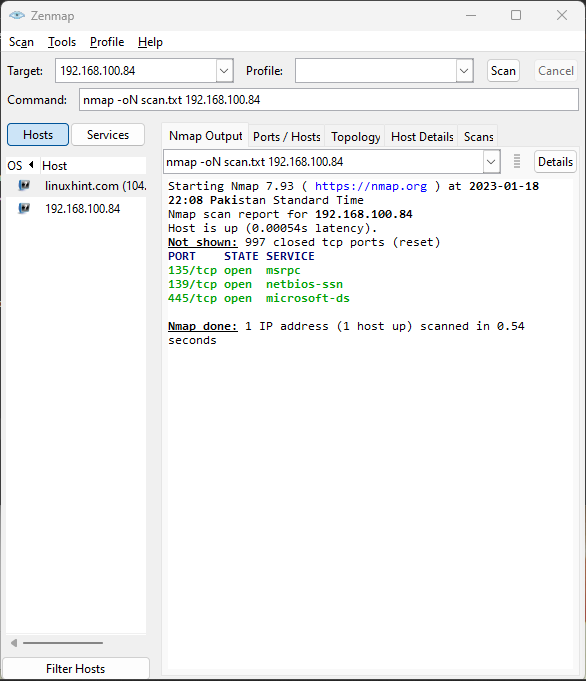 Zenmap
Scan Tools Profile Help
Target: 192.168.100.84 Profile: Scan Cancel
Command: nmap -oN scan.txt 192.168.100.84
Hosts Services
Nmap Output Ports / Hosts Topology Host Details Scans
OS Host
nmap -oN scan.txt 192.168.100.84 Details
linuxhint.com (104.
192.168.100.84
Starting Nmap 7.93 ( https://nmap.org ) at 2023-01-18
22:08 Pakistan Standard Time
Nmap scan report for 192.168.100.84
Host is up (0.00054s latency).
Not shown: 997 closed tcp ports (reset)
PORT STATE SERVICE
135/tcp open msrpc
139/tcp open netbios-ssn
445/tcp open microsoft-ds
Nmap done: 1 IP address (1 host up) scanned in 0.54
seconds
Filter Hosts